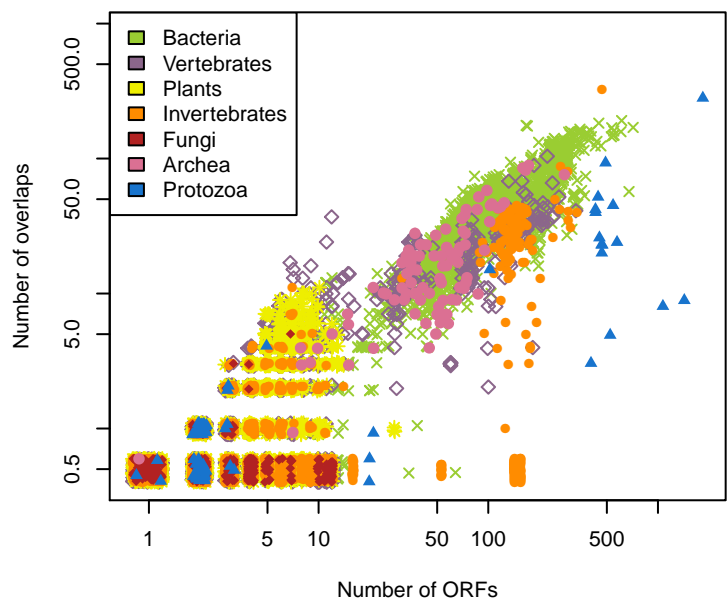 Bacteria
Vertebrates
Plants
Invertebrates
Fungi
Archea
Protozoa
Number of overlaps
500.0
50.0
5.0
0.5
1 5 10 50 100 500
Number of ORFs